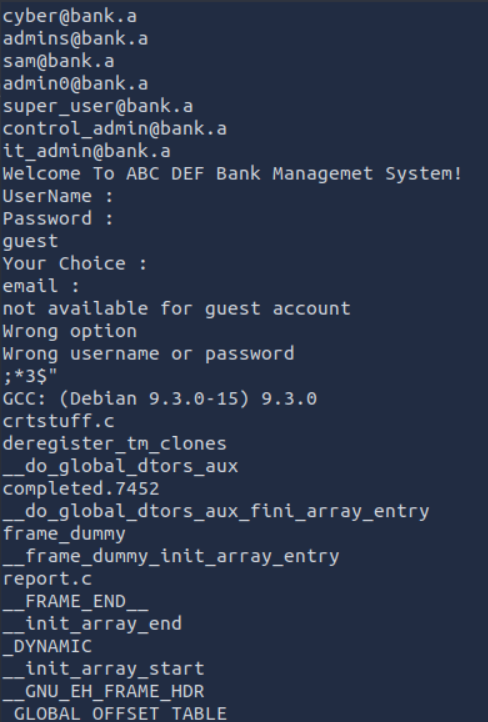 cyber@bank.a
admins@bank.a
sam@bank.a
admin0@bank.a
super_user@bank.a
control_admin@bank.a
it_admin@bank.a
Welcome To ABC DEF Bank Managemet System!
UserName :
Password :
guest
Your Choice :
email :
not available for guest account
Wrong option
Wrong username or password
;*3$"
GCC: (Debian 9.3.0-15) 9.3.0
crtstuff.c
deregister_tm_clones
__do_global_dtors_aux
completed.7452
__do_global_dtors_aux_fini_array_entry
frame_dummy
__frame_dummy_init_array_entry
report.c
__FRAME_END__
__init_array_end
_DYNAMIC
__init_array_start
__GNU_EH_FRAME_HDR
_GLOBAL_OFFSET_TABLE_